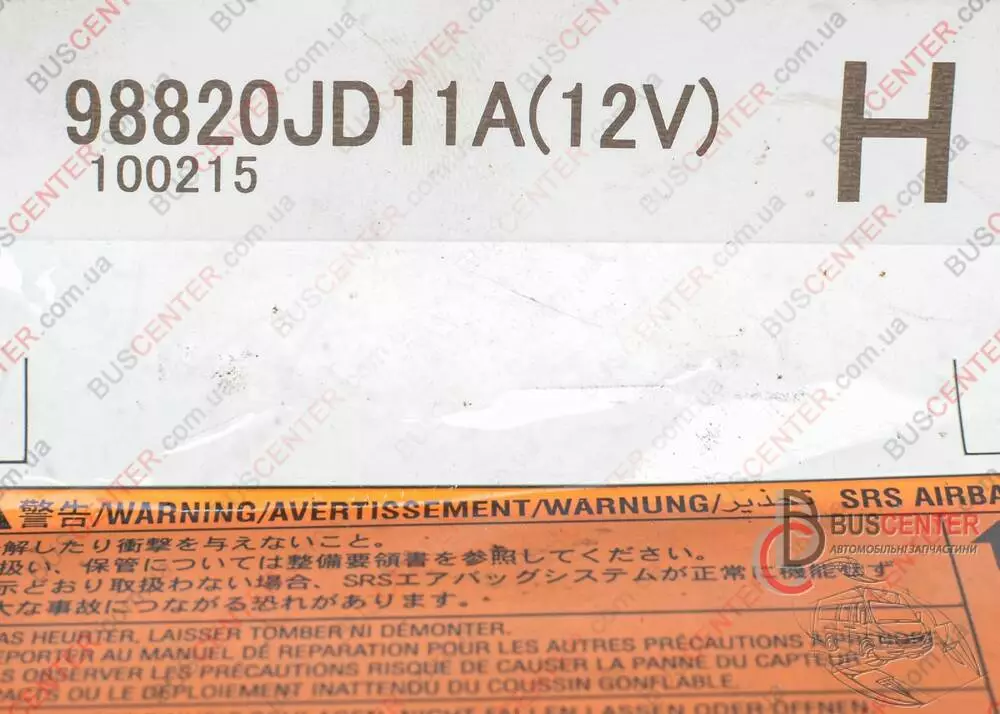 98820JD11A(12V) H
100215
警告/WARNING/AVERTISSEMENT/WARNUNG/تحذير SRS AIRBA
解したり衝撃を与えないこと。
扱い、保管については整備要領書を参照してください。
示どおり取扱わない場合、SRSエアバッグシステムが正常に機能せず
大な事故につながる恐れがあります。
AS HEURTER, LAISSER TOMBER NI DÉMONTER.
REPORTER AU MANUEL DE RÉPARATION POUR LES AUTRES PRÉCAUTIONS À PRENDRE
AS OBSERVER LES PRÉCAUTIONS RISQUE DE CAUSER LA PANNE DU CAPTEUR
PACT OU LE DÉPLOIEMENT INATTENDU DU COUSSIN GONFLABLE.
BUSCENTER
АВТОМОБІЛЬНІ ЗАПЧАСТИНИ
BUSCENTER.com.ua